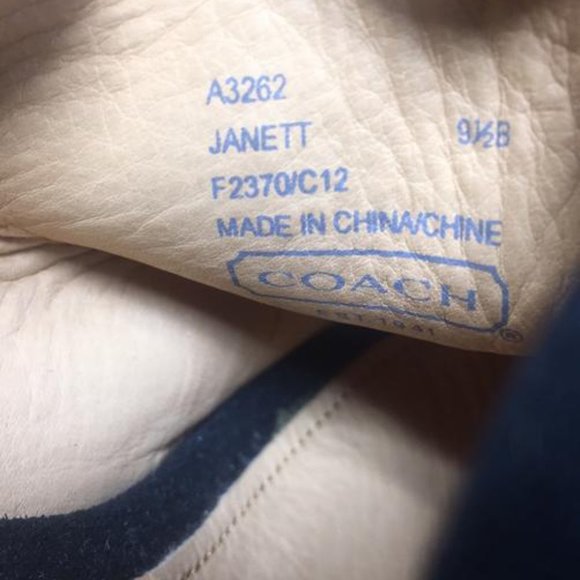 A3262
JANETT 9½B
F2370/C12
MADE IN CHINA/CHINE
COACH®
EST. 1941